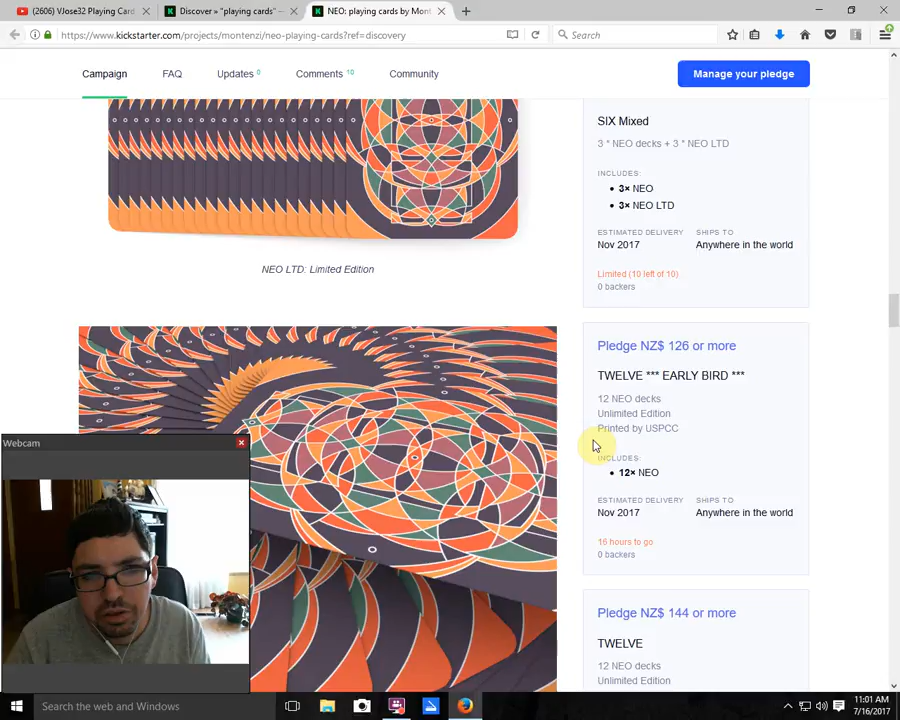 (2606) VJose32 Playing Card
Discover » "playing cards" —
NEO: playing cards by Mont
https://www.kickstarter.com/projects/montenzi/neo-playing-cards?ref=discovery
Search
Campaign
FAQ
Updates 0
Comments 10
Community
Manage your pledge
NEO LTD: Limited Edition
SIX Mixed
3 * NEO decks + 3 * NEO LTD
INCLUDES:
• 3× NEO
• 3× NEO LTD
ESTIMATED DELIVERY SHIPS TO
Nov 2017 Anywhere in the world
Limited (10 left of 10)
0 backers
Pledge NZ$ 126 or more
TWELVE *** EARLY BIRD ***
12 NEO decks
Unlimited Edition
Printed by USPCC
INCLUDES:
• 12× NEO
ESTIMATED DELIVERY SHIPS TO
Nov 2017 Anywhere in the world
16 hours to go
0 backers
Pledge NZ$ 144 or more
TWELVE
12 NEO decks
Unlimited Edition
Webcam
Search the web and Windows
11:01 AM
7/16/2017